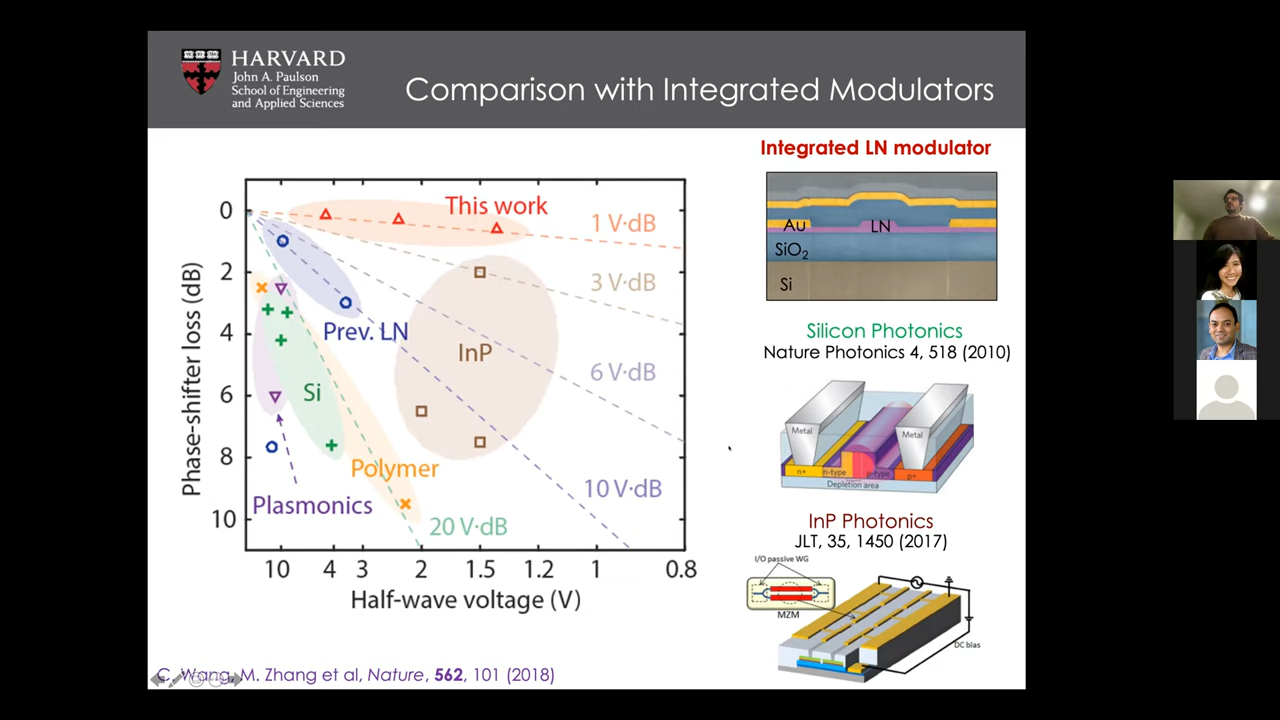 HARVARD
John A. Paulson
School of Engineering
and Applied Sciences
Comparison with Integrated Modulators
Phase-shifter loss (dB)
0
2
4
6
8
10
This work
1 V·dB
3 V·dB
6 V·dB
10 V·dB
20 V·dB
Prev. LN
InP
Si
Polymer
Plasmonics
10
4
3
2
1.5
1.2
1
0.8
Half-wave voltage (V)
C. Wang, M. Zhang et al, Nature, 562, 101 (2018)
Integrated LN modulator
Au
LN
SiO₂
Si
Silicon Photonics
Nature Photonics 4, 518 (2010)
Metal
Metal
n+
n-type
p-type
p+
Depletion area
InP Photonics
JLT, 35, 1450 (2017)
I/O passive WG
MZM
DC bias